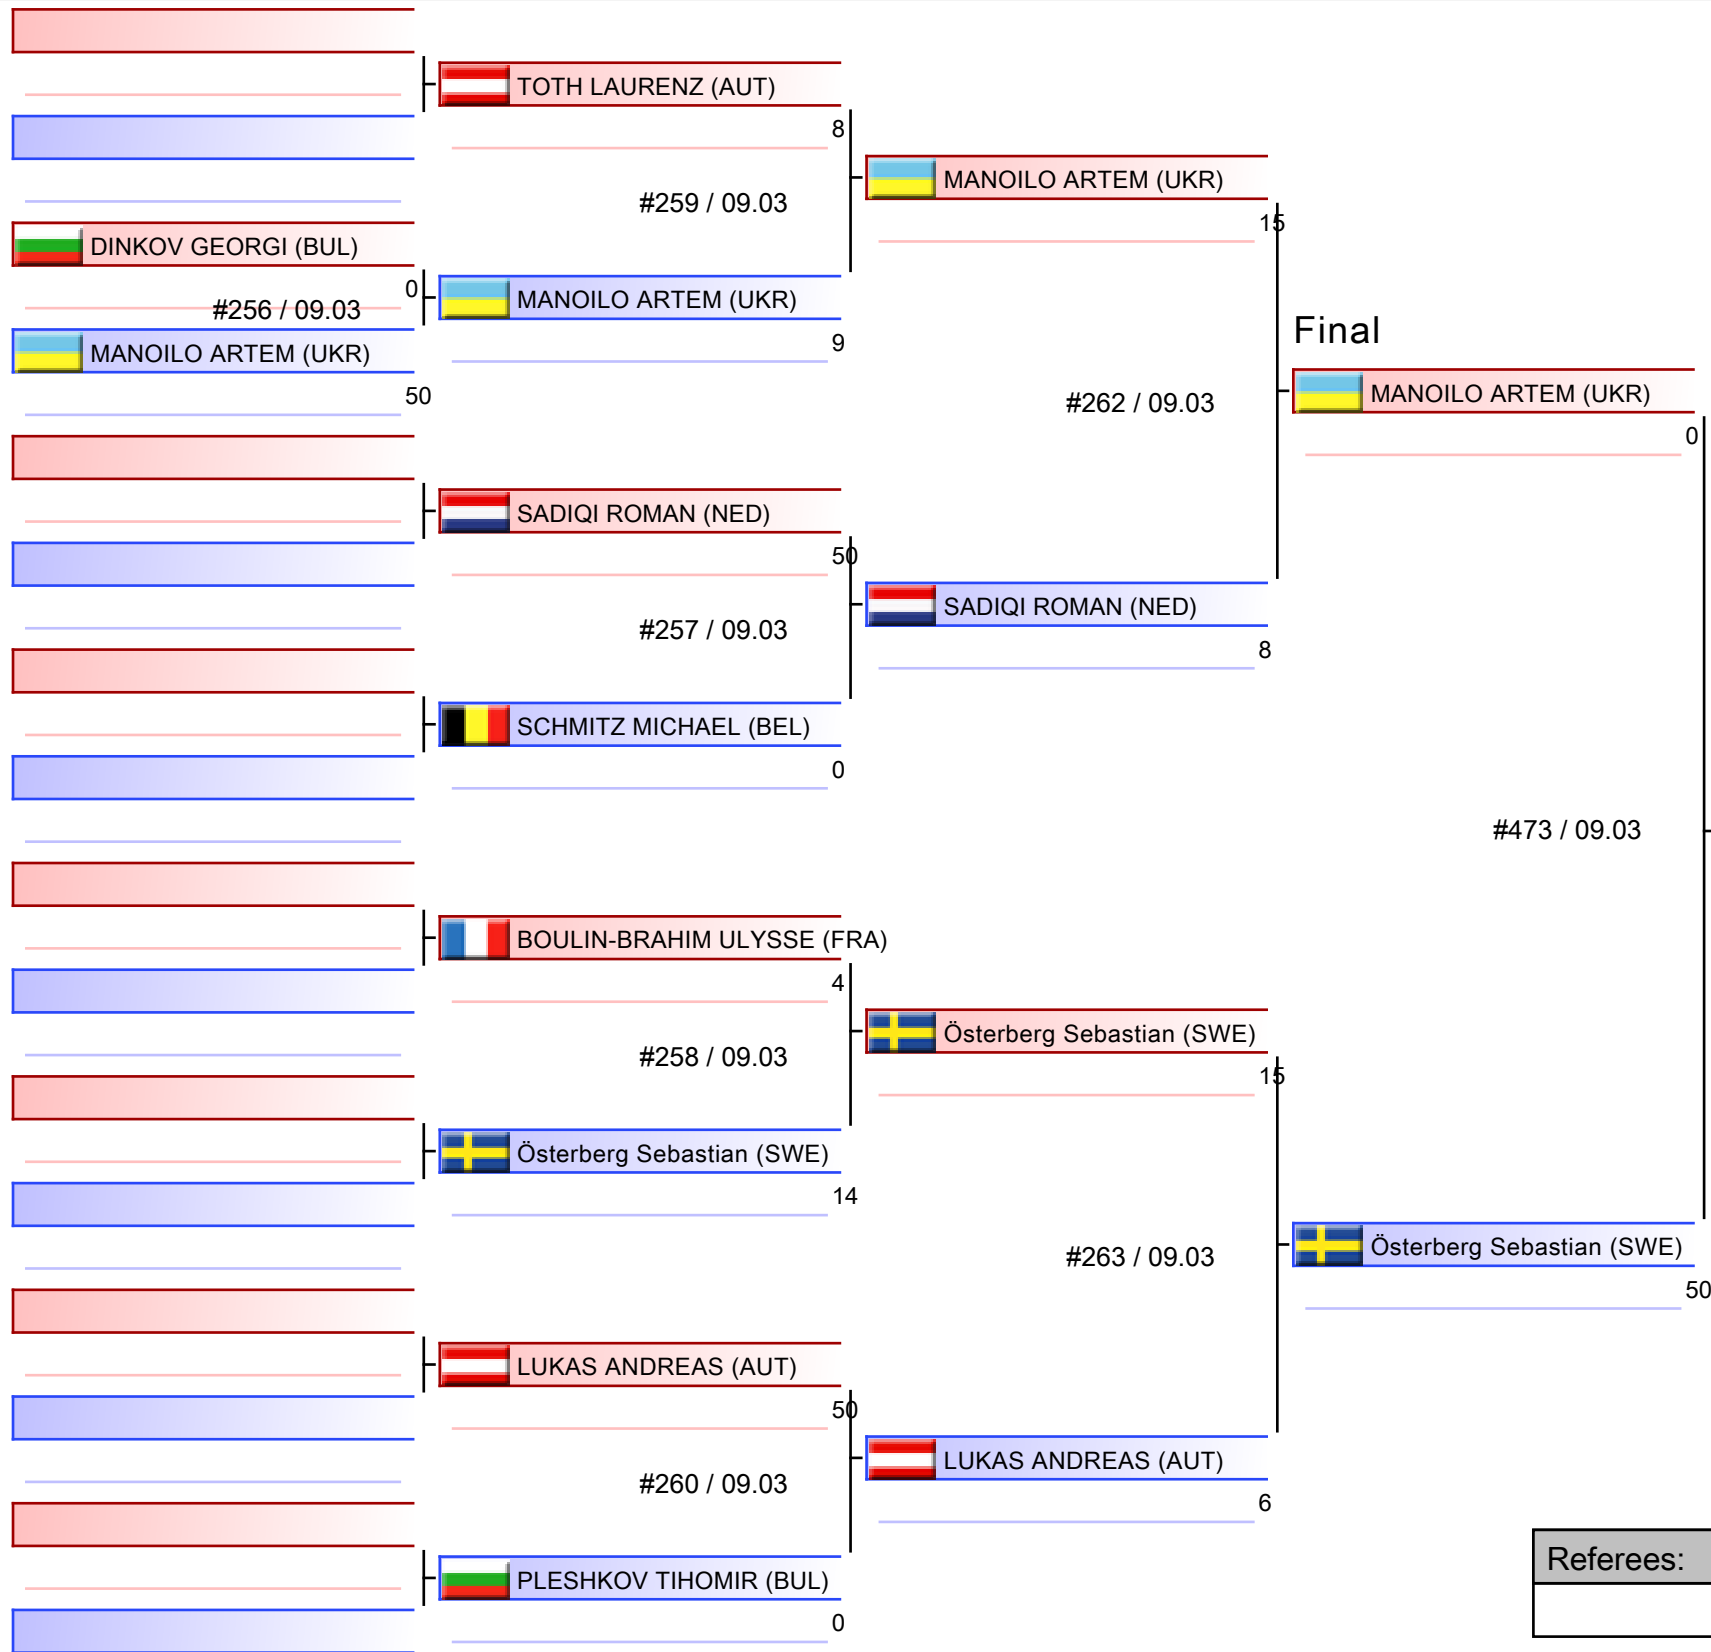 DINKOV GEORGI (BUL)
0
#256 / 09.03
MANOILO ARTEM (UKR)
50
TOTH LAURENZ (AUT)
8
#259 / 09.03
MANOILO ARTEM (UKR)
9
SADIQI ROMAN (NED)
50
#257 / 09.03
SCHMITZ MICHAEL (BEL)
0
BOULIN-BRAHIM ULYSSE (FRA)
4
#258 / 09.03
Österberg Sebastian (SWE)
14
LUKAS ANDREAS (AUT)
50
#260 / 09.03
PLESHKOV TIHOMIR (BUL)
0
MANOILO ARTEM (UKR)
15
#262 / 09.03
SADIQI ROMAN (NED)
8
Österberg Sebastian (SWE)
15
#263 / 09.03
LUKAS ANDREAS (AUT)
6
Final
MANOILO ARTEM (UKR)
0
#473 / 09.03
Österberg Sebastian (SWE)
50
Referees: